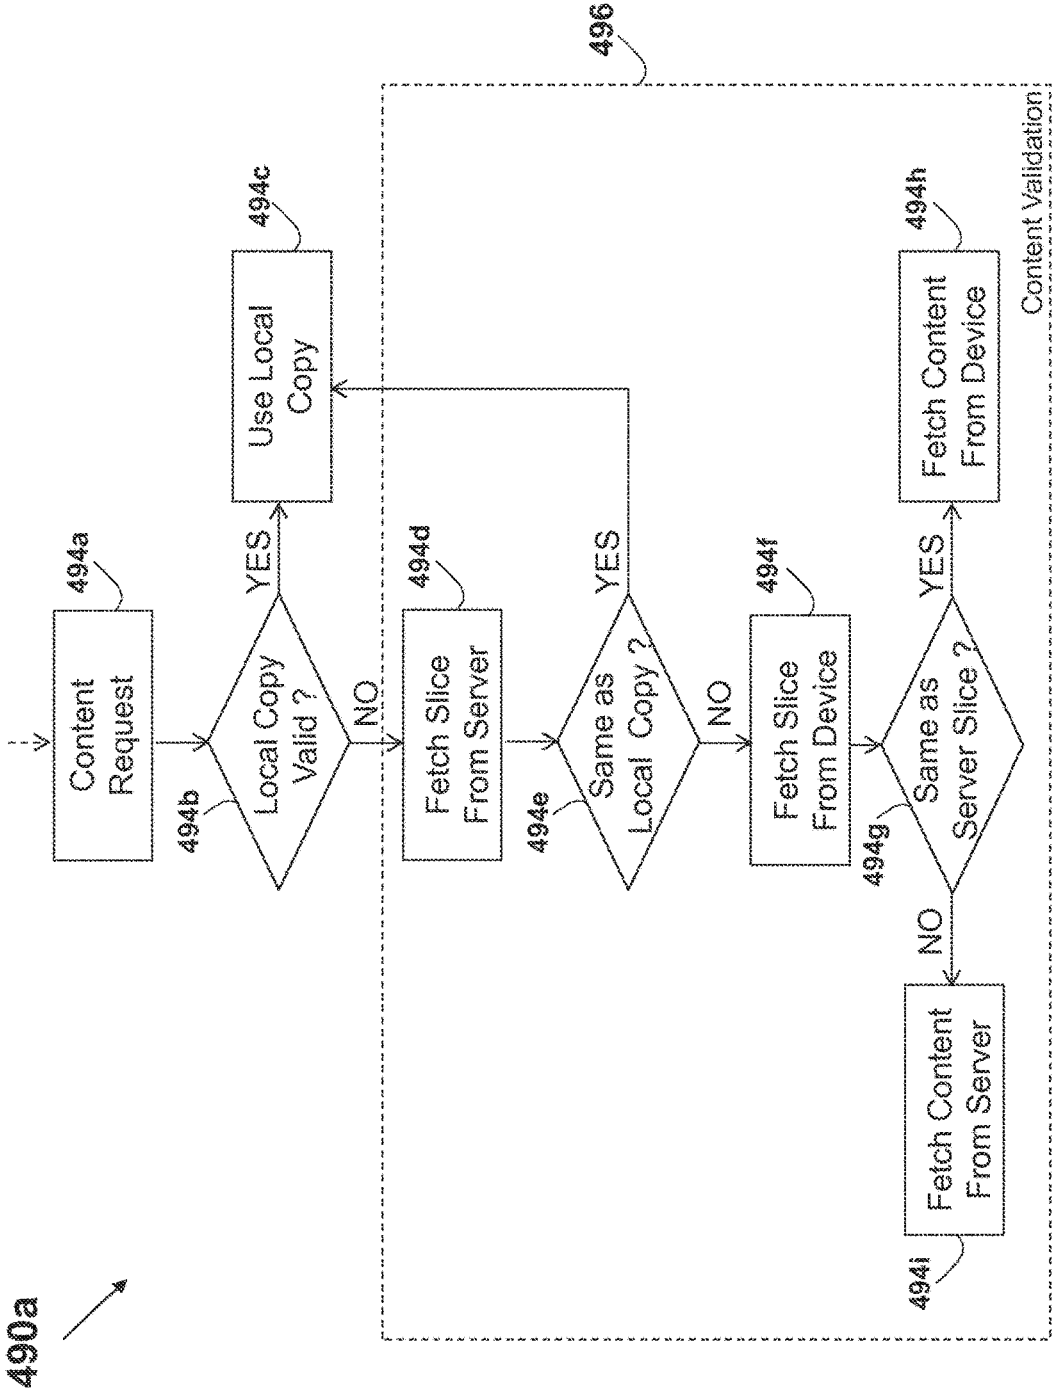 490a
494a
Content
Request
494b
Local Copy
Valid ?
YES
494c
Use Local
Copy
NO
496
494d
Fetch Slice
From Server
494e
Same as
Local Copy ?
YES
NO
494f
Fetch Slice
From Device
494g
Same as
Server Slice ?
YES
494h
Fetch Content
From Device
NO
494i
Fetch Content
From Server
Content Validation